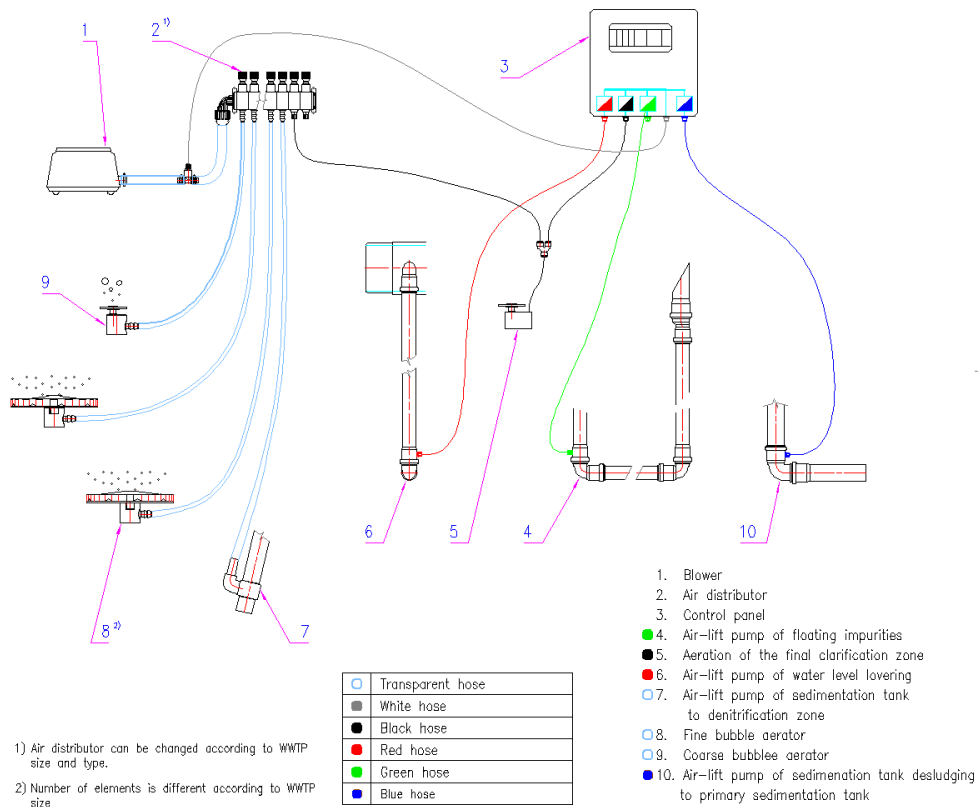 1
2 1)
3
9
6
5
4
10
8 2)
7
1. Blower
2. Air distributor
3. Control panel
4. Air-lift pump of floating impurities
5. Aeration of the final clarification zone
6. Air-lift pump of water level lovering
7. Air-lift pump of sedimentation tank
to denitrification zone
8. Fine bubble aerator
9. Coarse bubblee aerator
10. Air-lift pump of sedimenation tank desludging
to primary sedimentation tank
Transparent hose
White hose
Black hose
Red hose
Green hose
Blue hose
1) Air distributor can be changed according to WWTP
size and type.
2) Number of elements is different according to WWTP
size